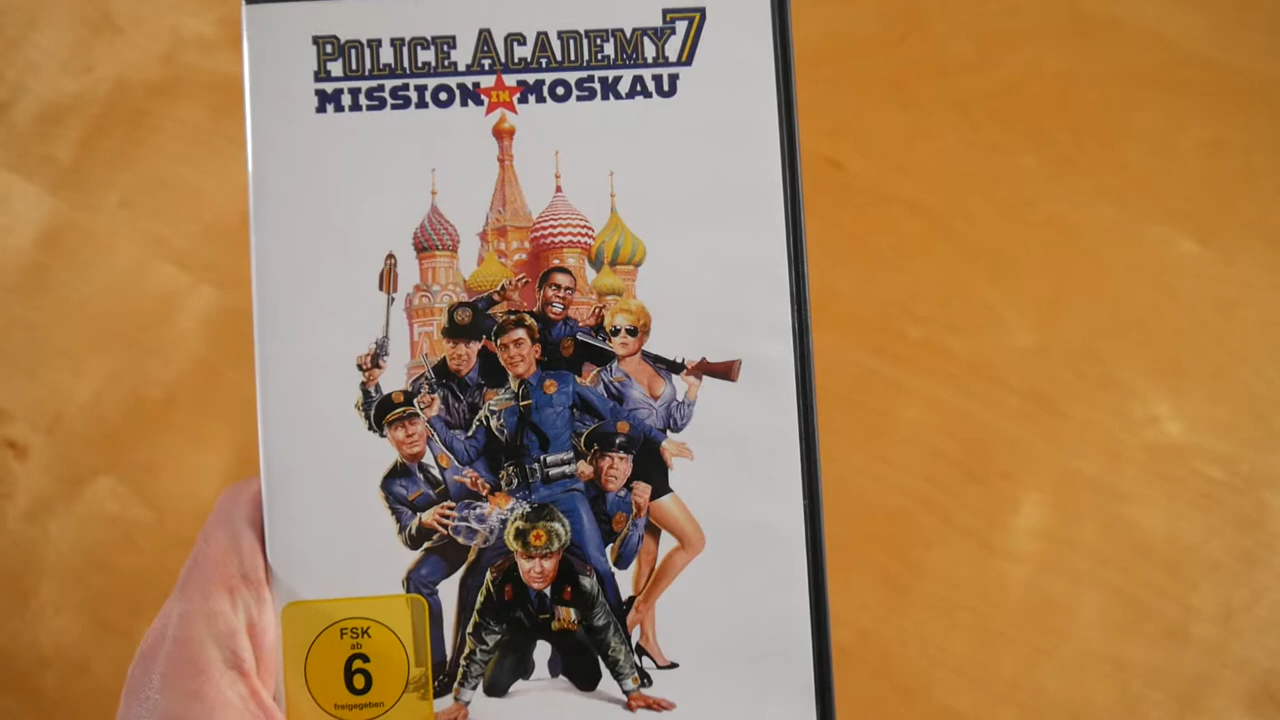 POLICE ACADEMY 7
MISSION IN MOSKAU
FSK
ab
6
freigegeben